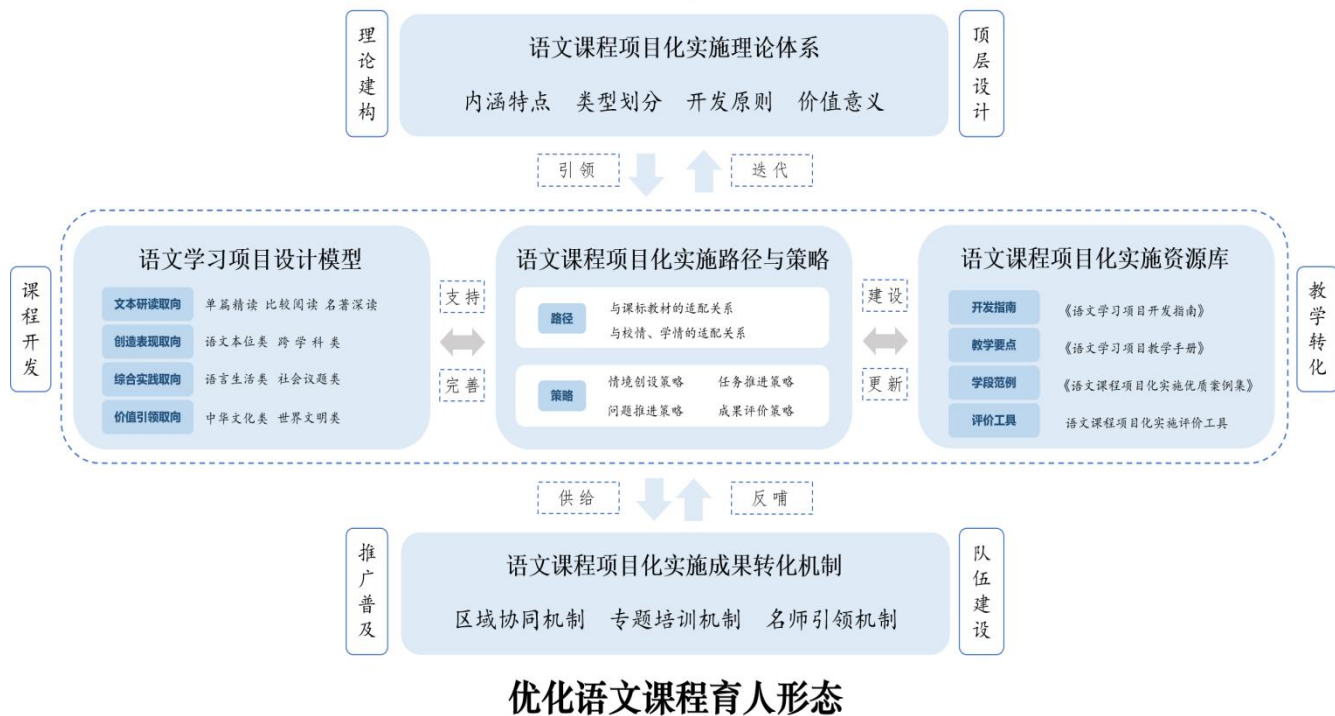 理论建构
语文课程项目化实施理论体系
内涵特点 类型划分 开发原则 价值意义
顶层设计
引领
迭代
课程开发
语文学习项目设计模型
文本研读取向 单篇精读 比较阅读 名著深读
创造表现取向 语文本位类 跨学科类
综合实践取向 语言生活类 社会议题类
价值引领取向 中华文化类 世界文明类
支持
完善
语文课程项目化实施路径与策略
路径
与课标教材的适配关系
与校情、学情的适配关系
策略
情境创设策略 任务推进策略
问题推进策略 成果评价策略
建设
更新
语文课程项目化实施资源库
开发指南 《语文学习项目开发指南》
教学要点 《语文学习项目教学手册》
学段范例 《语文课程项目化实施优质案例集》
评价工具 语文课程项目化实施评价工具
教学转化
供给
反哺
推广普及
语文课程项目化实施成果转化机制
区域协同机制 专题培训机制 名师引领机制
队伍建设
优化语文课程育人形态